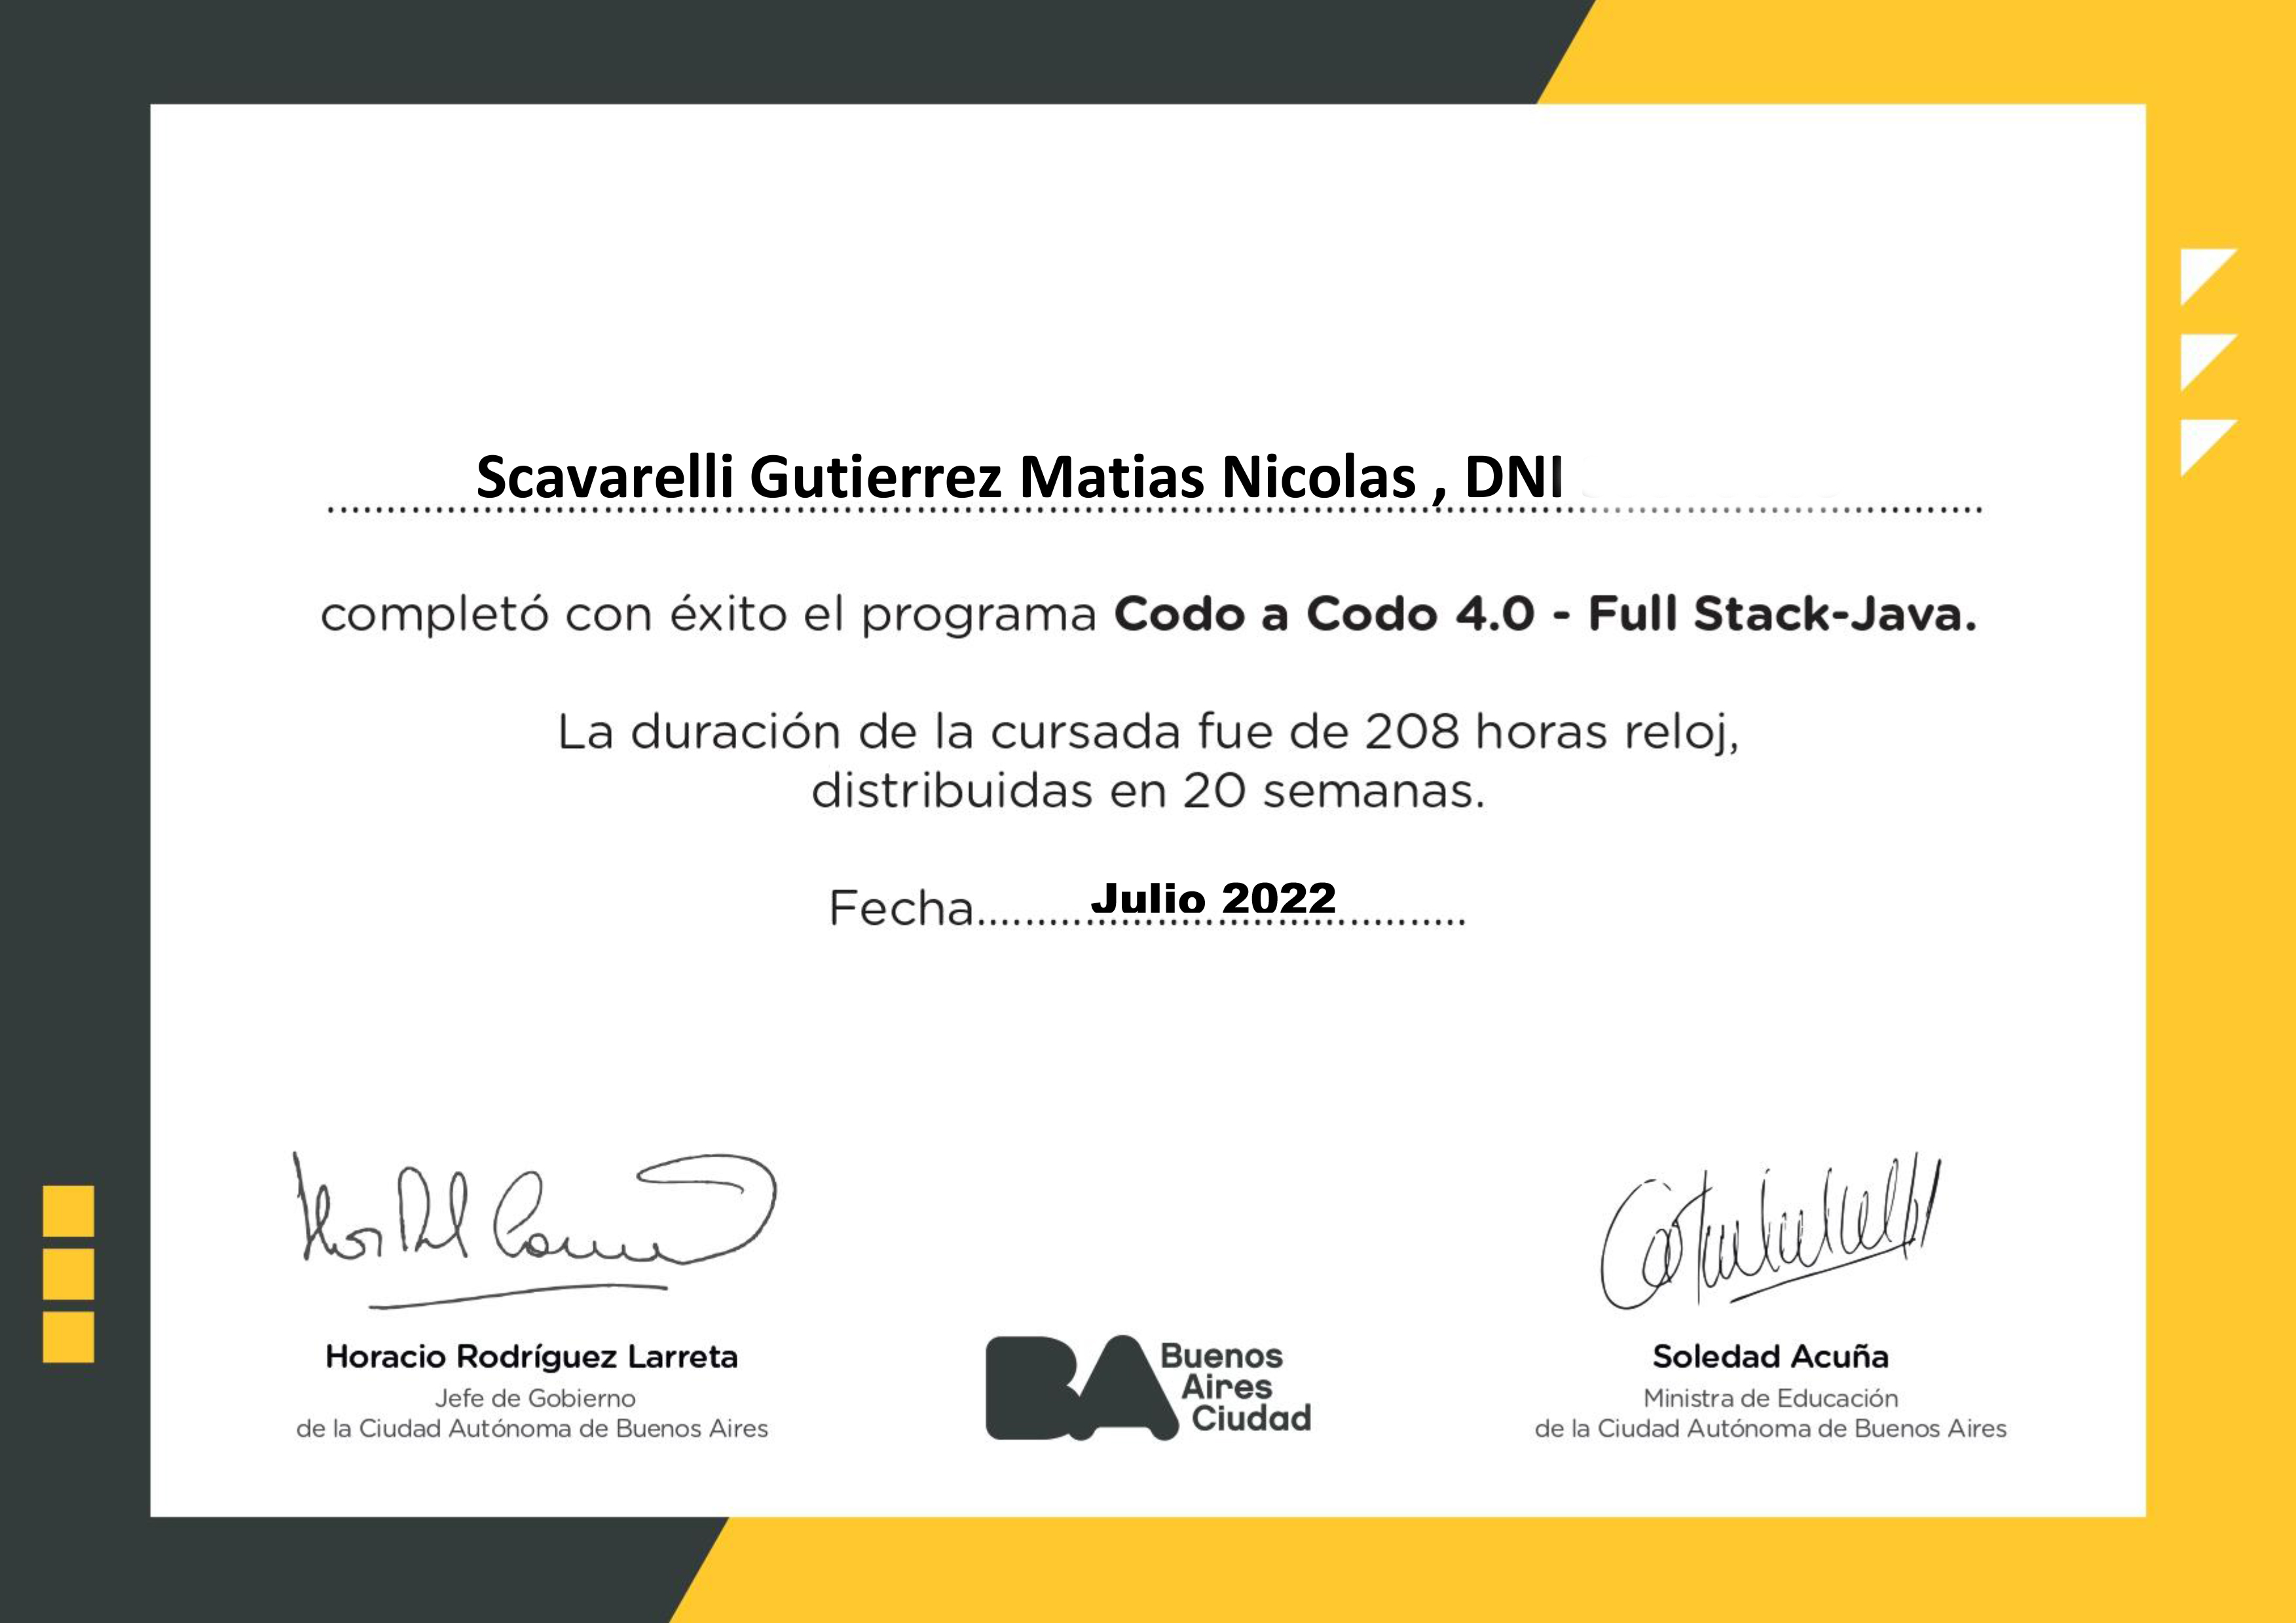 Scavarelli Gutierrez Matias Nicolas , DNI
completó con éxito el programa Codo a Codo 4.0 - Full Stack-Java.
La duración de la cursada fue de 208 horas reloj,
distribuidas en 20 semanas.
Fecha Julio 2022
Horacio Rodríguez Larreta
Jefe de Gobierno
de la Ciudad Autónoma de Buenos Aires
BA
Buenos
Aires
Ciudad
Soledad Acuña
Ministra de Educación
de la Ciudad Autónoma de Buenos Aires